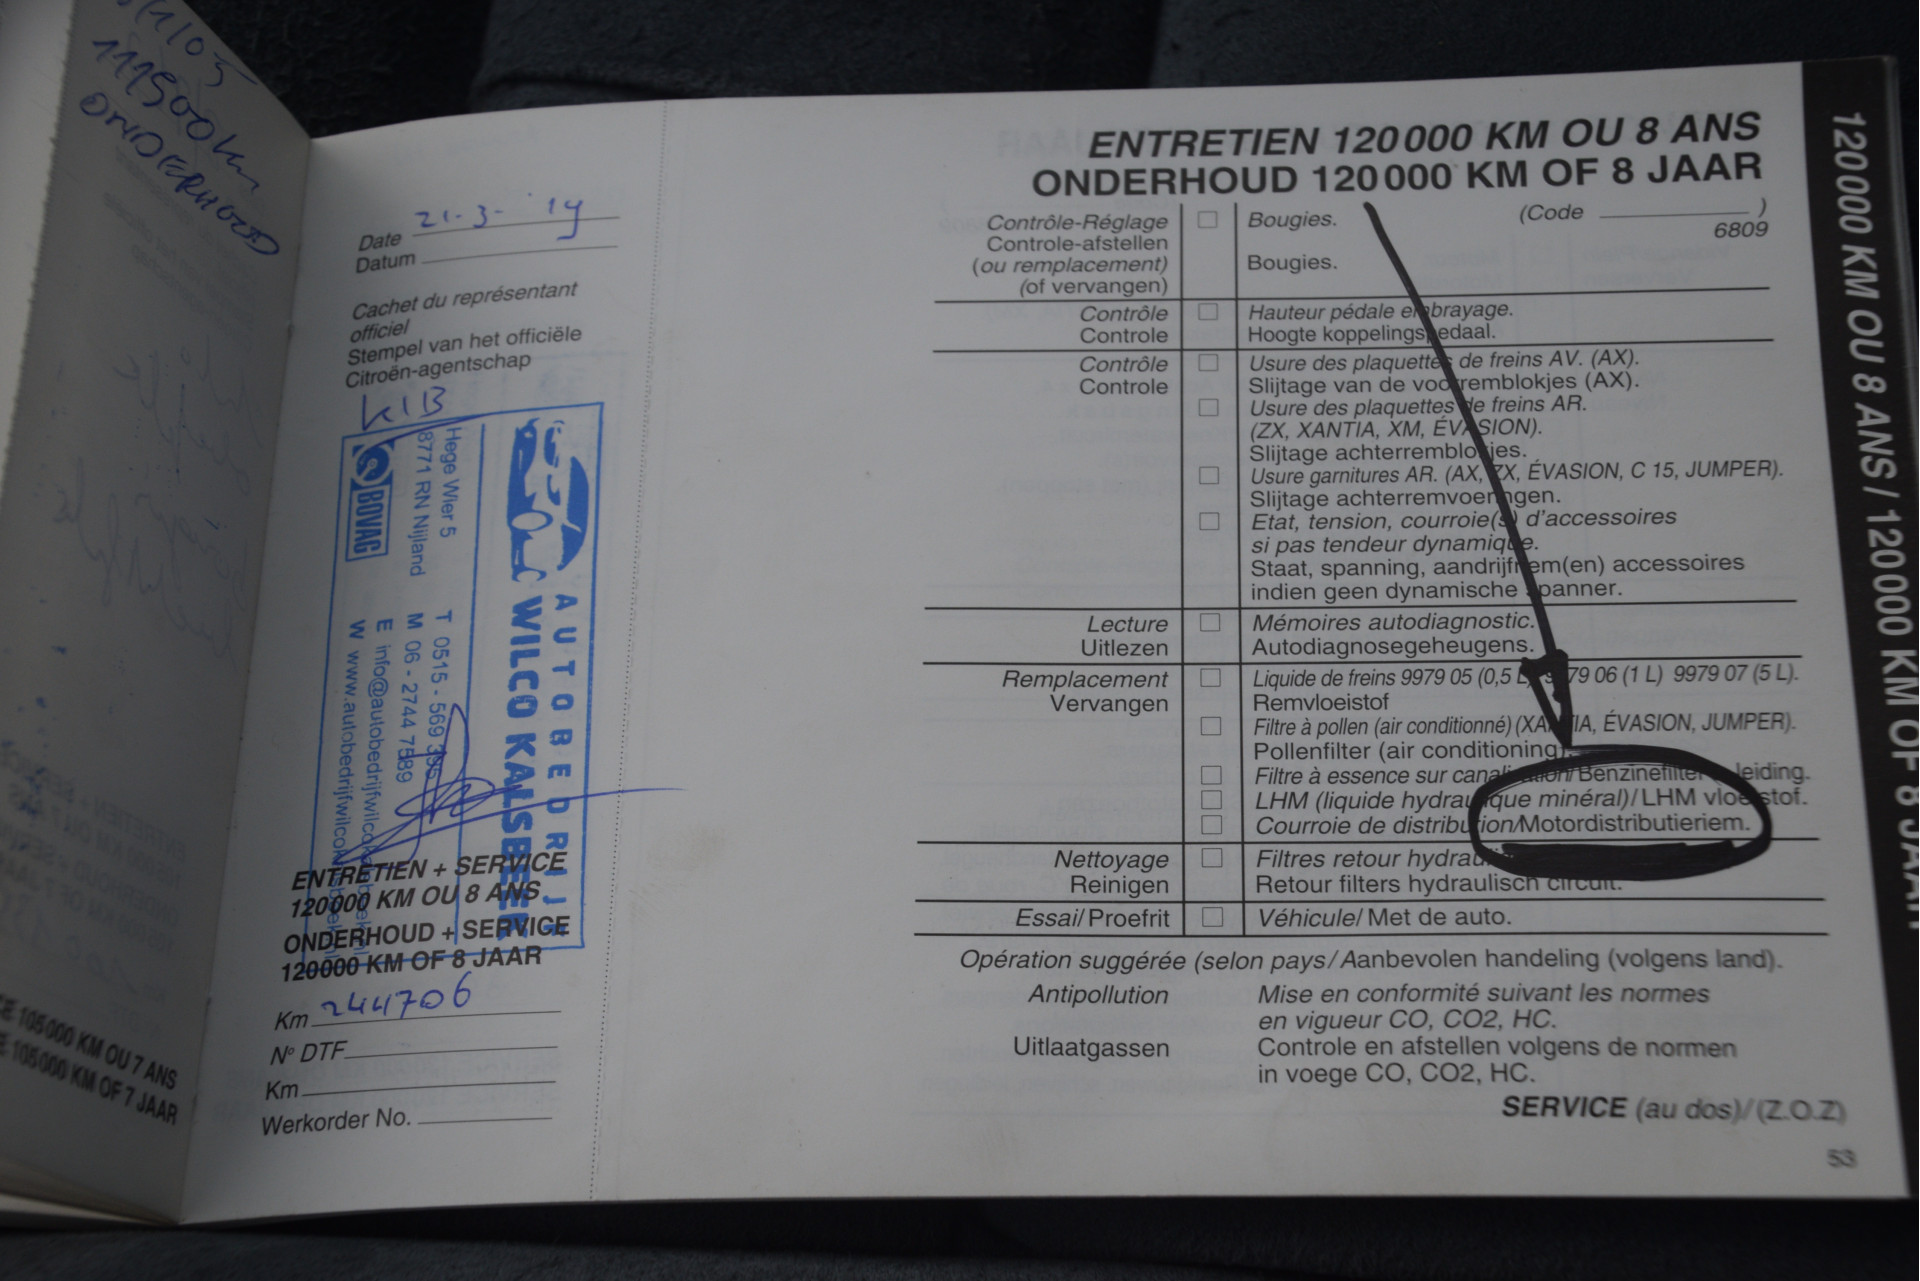 111500km
ONDERHOUD
E 105000 KM OU 7 ANS
E 105000 KM OF 7 JAAR
Date 21-3-'19
Datum
Cachet du représentant
officiel
Stempel van het officiële
Citroën-agentschap
KIB
AUTOBEDRIJF
WILCO KALSBEEK
Hege Wier 5
8771 RN Nijland
T 0515 - 569 395
M 06 - 2744 7589
E info@autobedrijfwilcokalsbeek.nl
W www.autobedrijfwilcokalsbeek.nl
BOVAG
ENTRETIEN + SERVICE
120000 KM OU 8 ANS
ONDERHOUD + SERVICE
120000 KM OF 8 JAAR
Km 244706
N° DTF
Km
Werkorder No.
ENTRETIEN 120000 KM OU 8 ANS
ONDERHOUD 120000 KM OF 8 JAAR
Contrôle-Réglage Bougies. (Code )
6809
Controle-afstellen
(ou remplacement) Bougies.
(of vervangen)
Contrôle Hauteur pédale embrayage.
Controle Hoogte koppelingspedaal.
Contrôle Usure des plaquettes de freins AV. (AX).
Controle Slijtage van de voorremblokjes (AX).
Usure des plaquettes de freins AR.
(ZX, XANTIA, XM, ÉVASION).
Slijtage achterremblokjes.
Usure garnitures AR. (AX, ZX, ÉVASION, C 15, JUMPER).
Slijtage achterremvoeringen.
Etat, tension, courroie(s) d'accessoires
si pas tendeur dynamique.
Staat, spanning, aandrijfriem(en) accessoires
indien geen dynamische spanner.
Lecture Mémoires autodiagnostic.
Uitlezen Autodiagnosegeheugens.
Remplacement Liquide de freins 9979 05 (0,5 L) 9979 06 (1 L) 9979 07 (5 L).
Vervangen Remvloeistof
Filtre à pollen (air conditionné) (XANTIA, ÉVASION, JUMPER).
Pollenfilter (air conditioning).
Filtre à essence sur canalisation/Benzinefilter leiding.
LHM (liquide hydraulique minéral)/LHM vloeistof.
Courroie de distribution/Motordistributieriem.
Nettoyage Filtres retour hydrau
Reinigen Retour filters hydraulisch circuit.
Essai/Proefrit Véhicule/Met de auto.
Opération suggérée (selon pays/Aanbevolen handeling (volgens land).
Antipollution Mise en conformité suivant les normes
en vigueur CO, CO2, HC.
Uitlaatgassen Controle en afstellen volgens de normen
in voege CO, CO2, HC.
SERVICE (au dos)/(Z.O.Z)
53
120000 KM OU 8 ANS / 120000 KM OF 8 JAAR